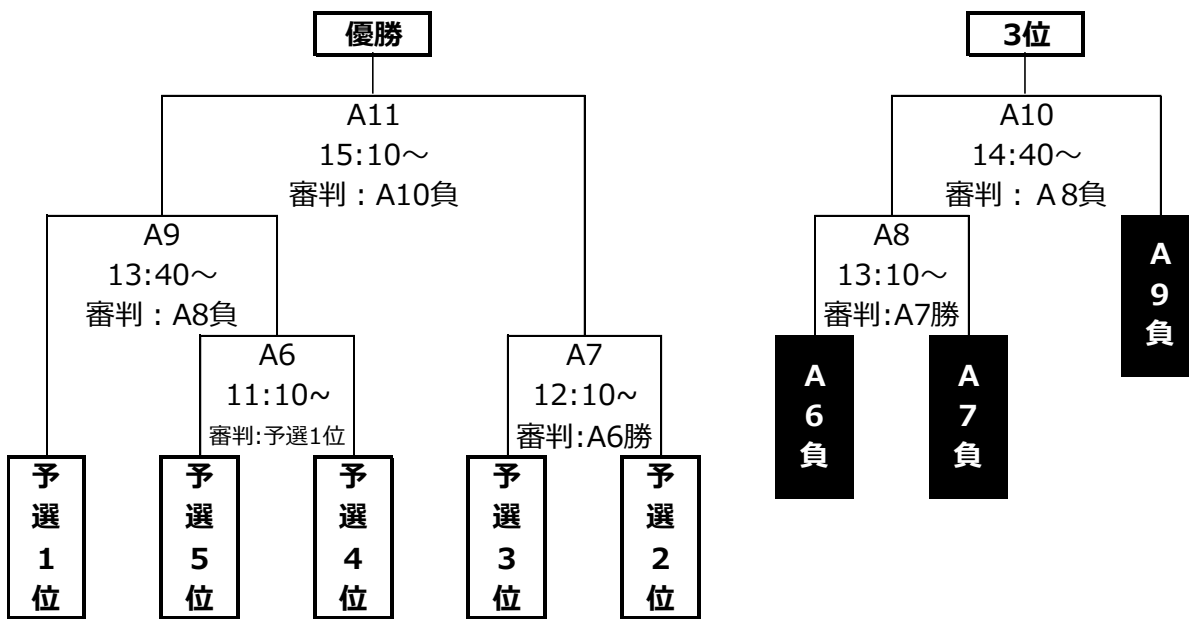 優勝
3位
A11
15:10～
審判：A10負
A10
14:40～
審判：Ａ8負
A9
13:40～
審判：A8負
A8
13:10～
審判:A7勝
A9負
A6
11:10~
審判:予選1位
A7
12:10~
審判:A6勝
A6負
A7負
予選1位
予選5位
予選4位
予選3位
予選2位